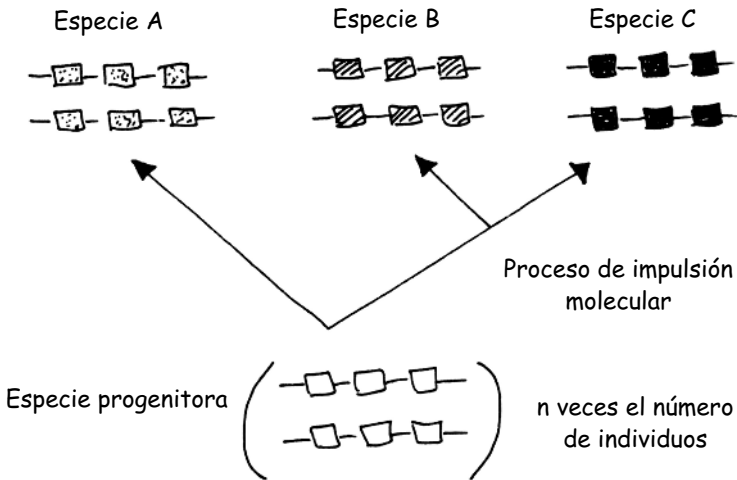 Especie A
Especie B
Especie C
Proceso de impulsión
molecular
Especie progenitora
n veces el número
de individuos